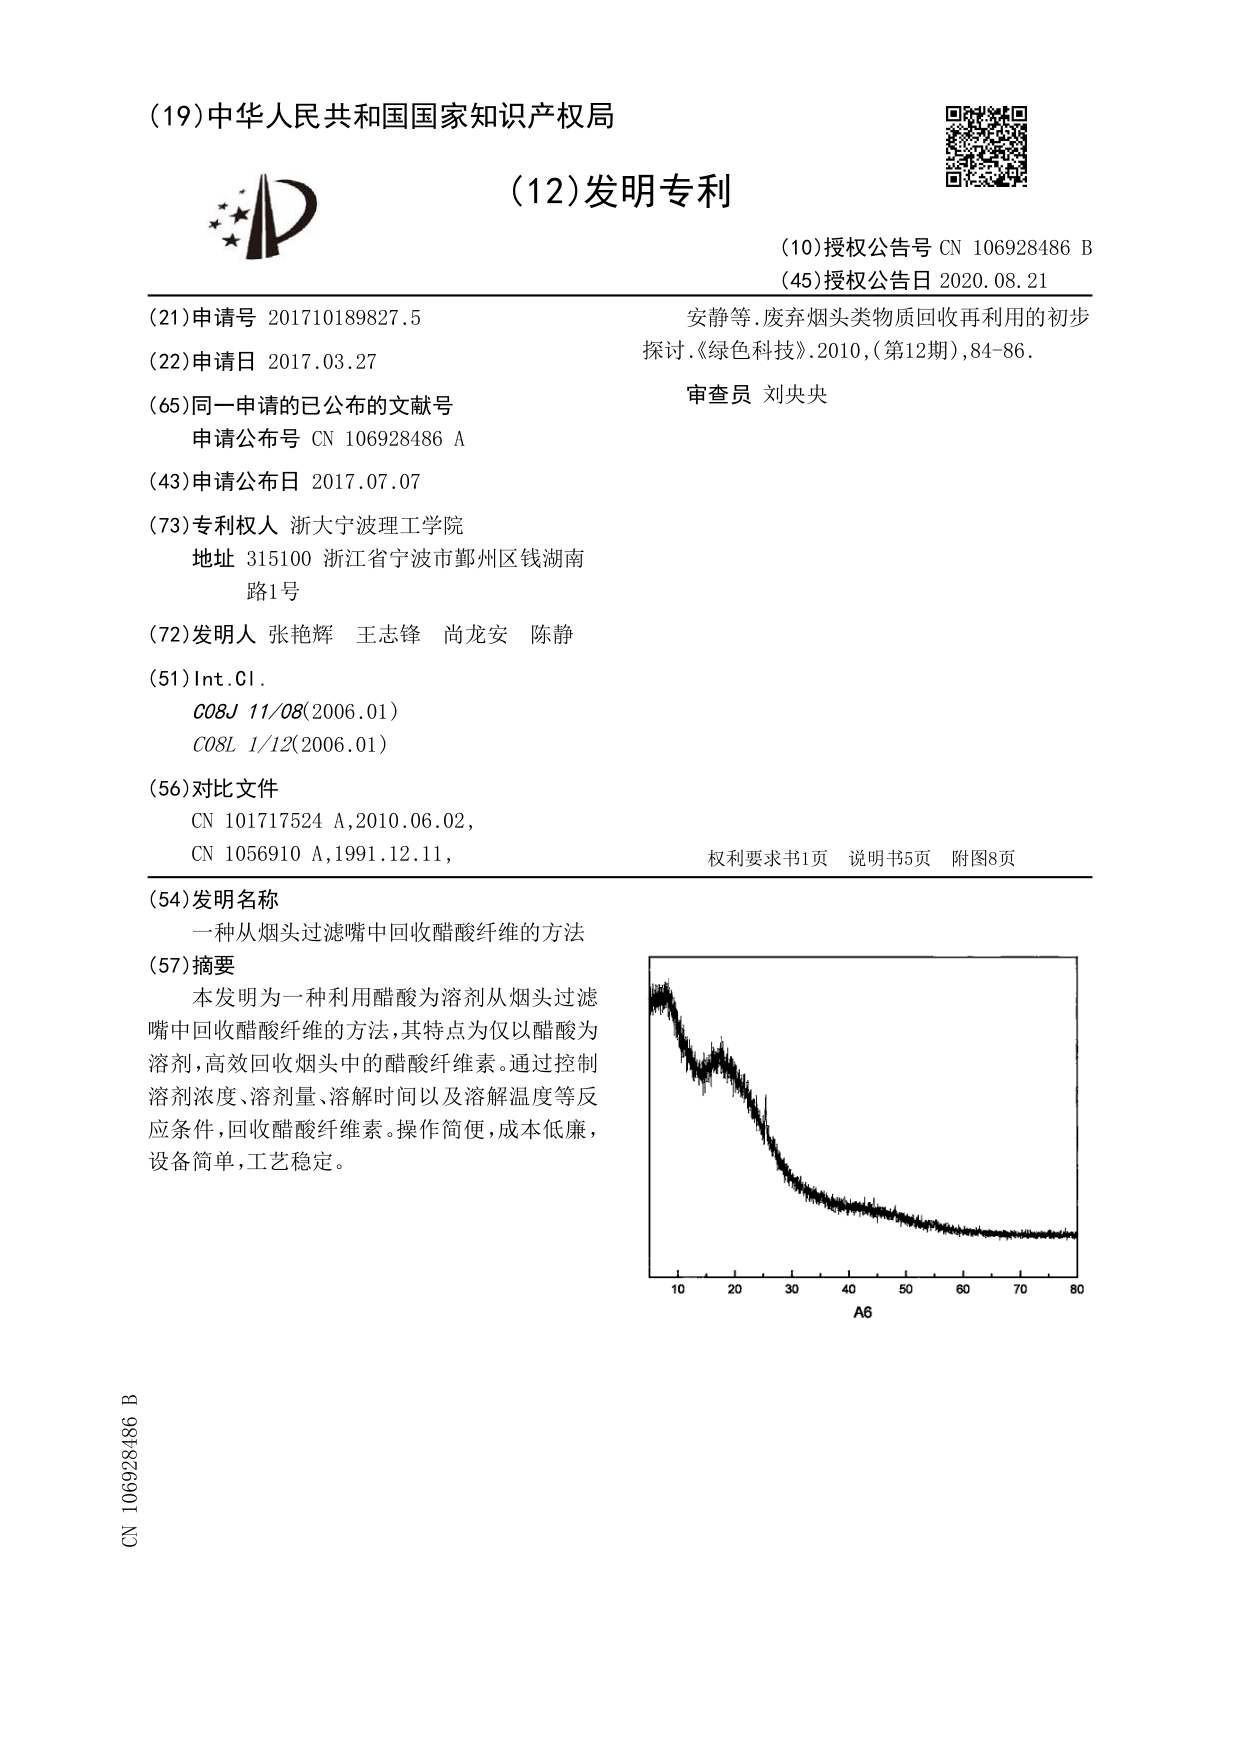 (19)中华人民共和国国家知识产权局
(12)发明专利
(10)授权公告号 CN 106928486 B
(45)授权公告日 2020.08.21
(21)申请号 201710189827.5
(22)申请日 2017.03.27
(65)同一申请的已公布的文献号
申请公布号 CN 106928486 A
(43)申请公布日 2017.07.07
(73)专利权人 浙大宁波理工学院
地址 315100 浙江省宁波市鄞州区钱湖南
路1号
(72)发明人 张艳辉 王志锋 尚龙安 陈静
(51)Int.Cl.
C08J 11/08(2006.01)
C08L 1/12(2006.01)
(56)对比文件
CN 101717524 A,2010.06.02,
CN 1056910 A,1991.12.11,
安静等.废弃烟头类物质回收再利用的初步
探讨.《绿色科技》.2010,(第12期),84-86.
审查员 刘央央
权利要求书1页 说明书5页 附图8页
(54)发明名称
一种从烟头过滤嘴中回收醋酸纤维的方法
(57)摘要
本发明为一种利用醋酸为溶剂从烟头过滤
嘴中回收醋酸纤维的方法,其特点为仅以醋酸为
溶剂,高效回收烟头中的醋酸纤维素。通过控制
溶剂浓度、溶剂量、溶解时间以及溶解温度等反
应条件,回收醋酸纤维素。操作简便,成本低廉,
设备简单,工艺稳定。
10 20 30 40 50 60 70 80
A6
CN 106928486 B